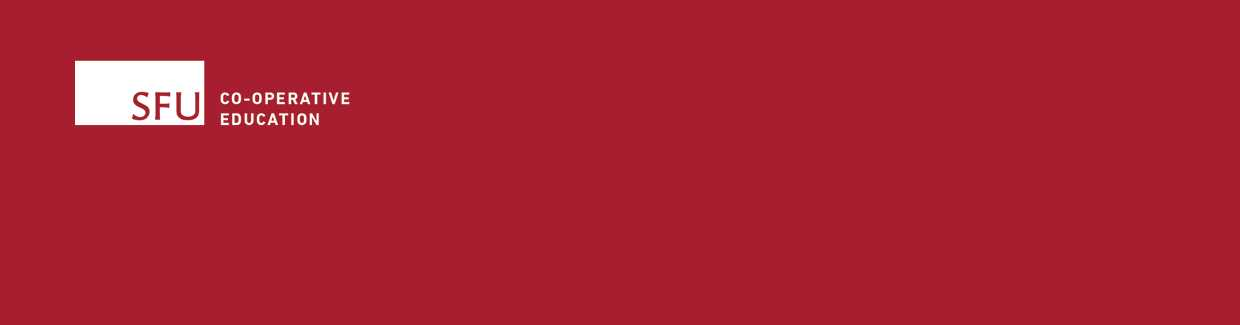 SFU
CO-OPERATIVE
EDUCATION